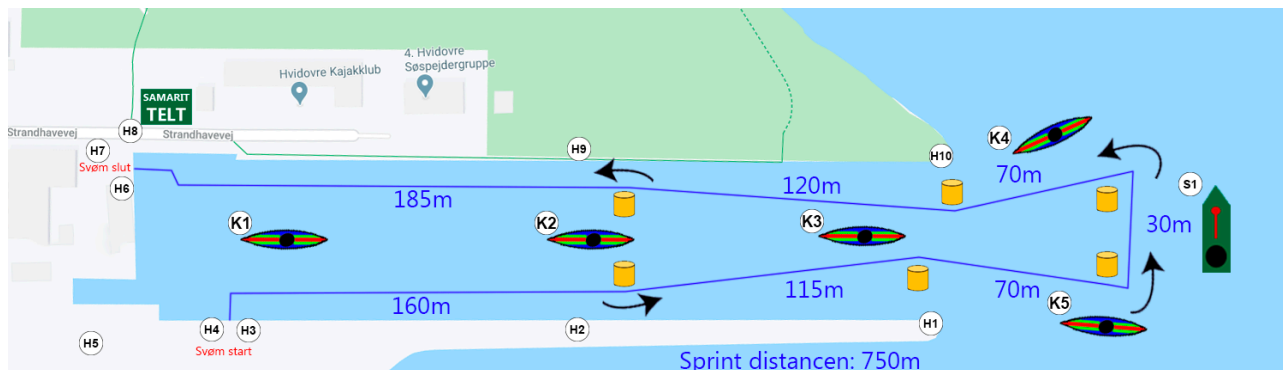 4. Hvidovre
Søspejdergruppe
Hvidovre Kajakklub
SAMARIT
TELT
H8
Strandhavevej
Strandhavevej
H7
Svøm slut
H6
H9
H10
K4
S1
185m
120m
70m
30m
K1
K2
K3
160m
115m
70m
K5
H5
H4
H3
Svøm start
H2
H1
Sprint distancen: 750m